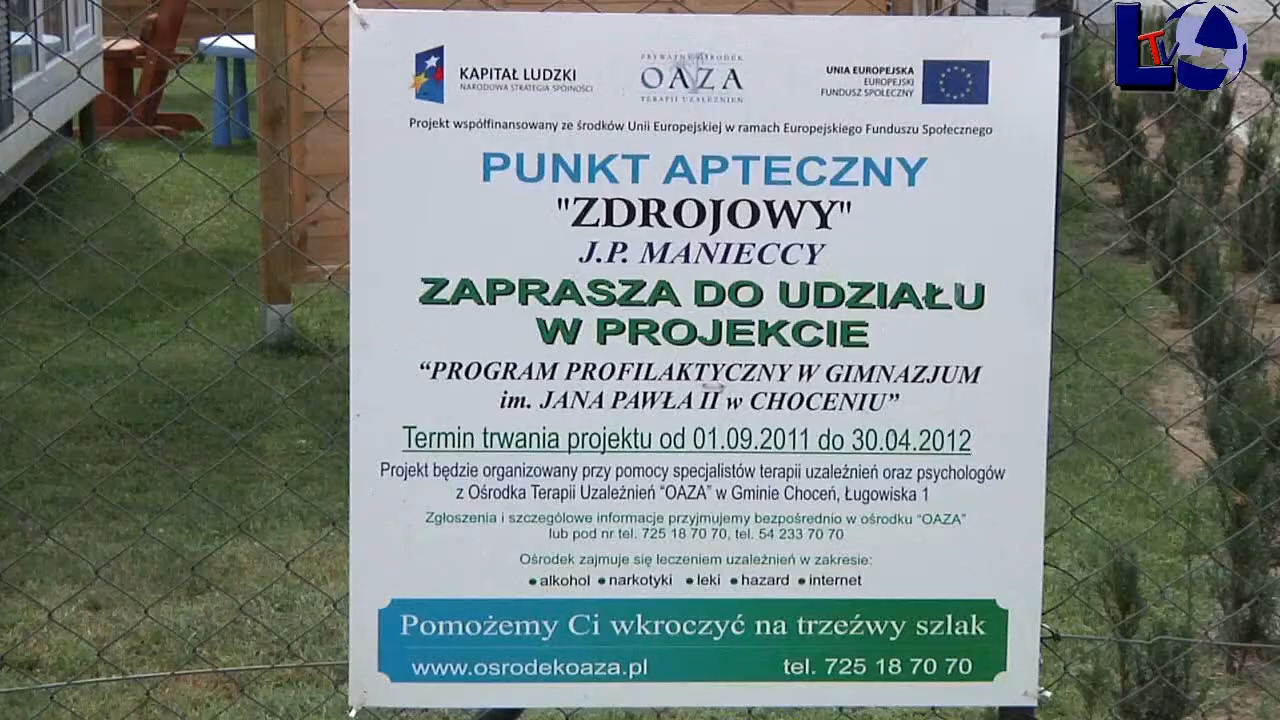 LTV
KAPITAŁ LUDZKI
NARODOWA STRATEGIA SPÓJNOŚCI
PRYWATNY OŚRODEK
OAZA
TERAPII UZALEŻNIEŃ
UNIA EUROPEJSKA
EUROPEJSKI
FUNDUSZ SPOŁECZNY
Projekt współfinansowany ze środków Unii Europejskiej w ramach Europejskiego Funduszu Społecznego
PUNKT APTECZNY
"ZDROJOWY"
J.P. MANIECCY
ZAPRASZA DO UDZIAŁU
W PROJEKCIE
“PROGRAM PROFILAKTYCZNY W GIMNAZJUM
im. JANA PAWŁA II w CHOCENIU”
Termin trwania projektu od 01.09.2011 do 30.04.2012
Projekt będzie organizowany przy pomocy specjalistów terapii uzależnień oraz psychologów
z Ośrodka Terapii Uzależnień “OAZA” w Gminie Choceń, Ługowiska 1
Zgłoszenia i szczegółowe informacje przyjmujemy bezpośrednio w ośrodku “OAZA”
lub pod nr tel. 725 18 70 70, tel. 54 233 70 70
Ośrodek zajmuje się leczeniem uzależnień w zakresie:
• alkohol • narkotyki • leki • hazard • internet
Pomożemy Ci wkroczyć na trzeźwy szlak
www.osrodekoaza.pl tel. 725 18 70 70